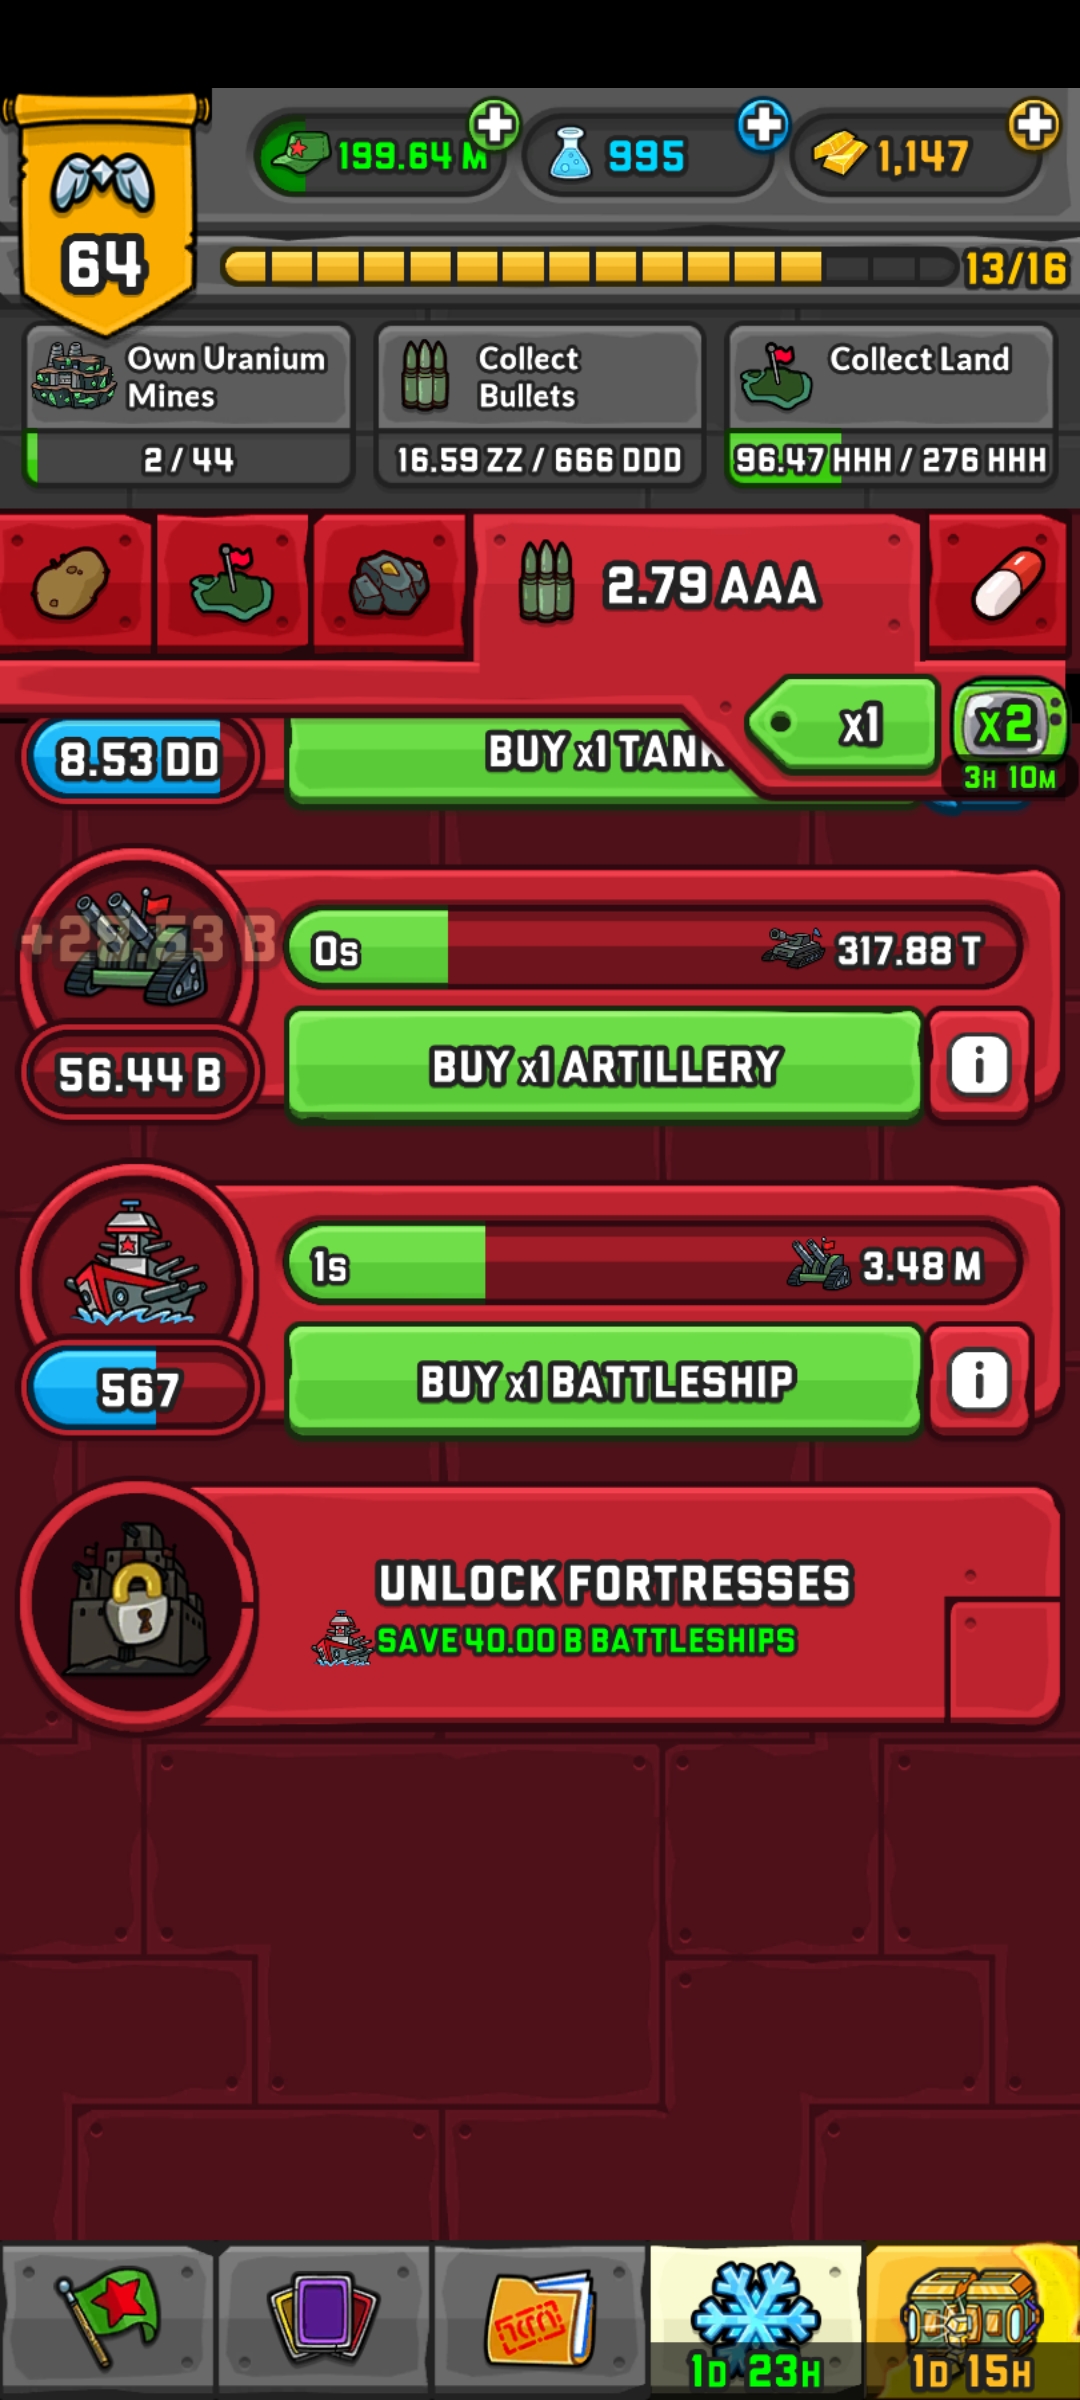 64
199.64 M
995
1,147
13/16
Own Uranium
Mines
2 / 44
Collect
Bullets
16.59 ZZ / 666 DDD
Collect Land
96.47 HHH / 276 HHH
2.79 AAA
x1
x2
3H 10M
8.53 DD
BUY x1 TANK
0s
317.88 T
56.44 B
BUY x1 ARTILLERY
i
1s
3.48 M
567
BUY x1 BATTLESHIP
i
UNLOCK FORTRESSES
SAVE 40.00 B BATTLESHIPS
1D 23H
1D 15H